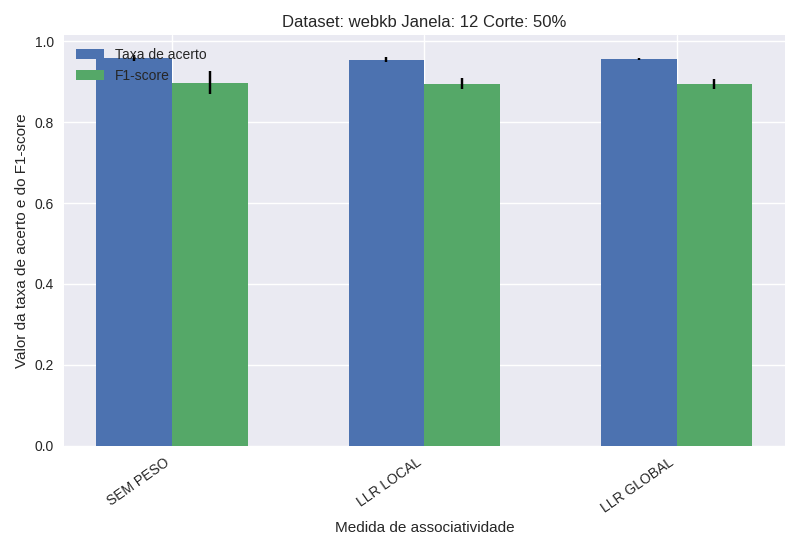 Dataset: webkb Janela: 12 Corte: 50%
Taxa de acerto
F1-score
Valor da taxa de acerto e do F1-score
1.0
0.8
0.6
0.4
0.2
0.0
SEM PESO
LLR LOCAL
LLR GLOBAL
Medida de associatividade